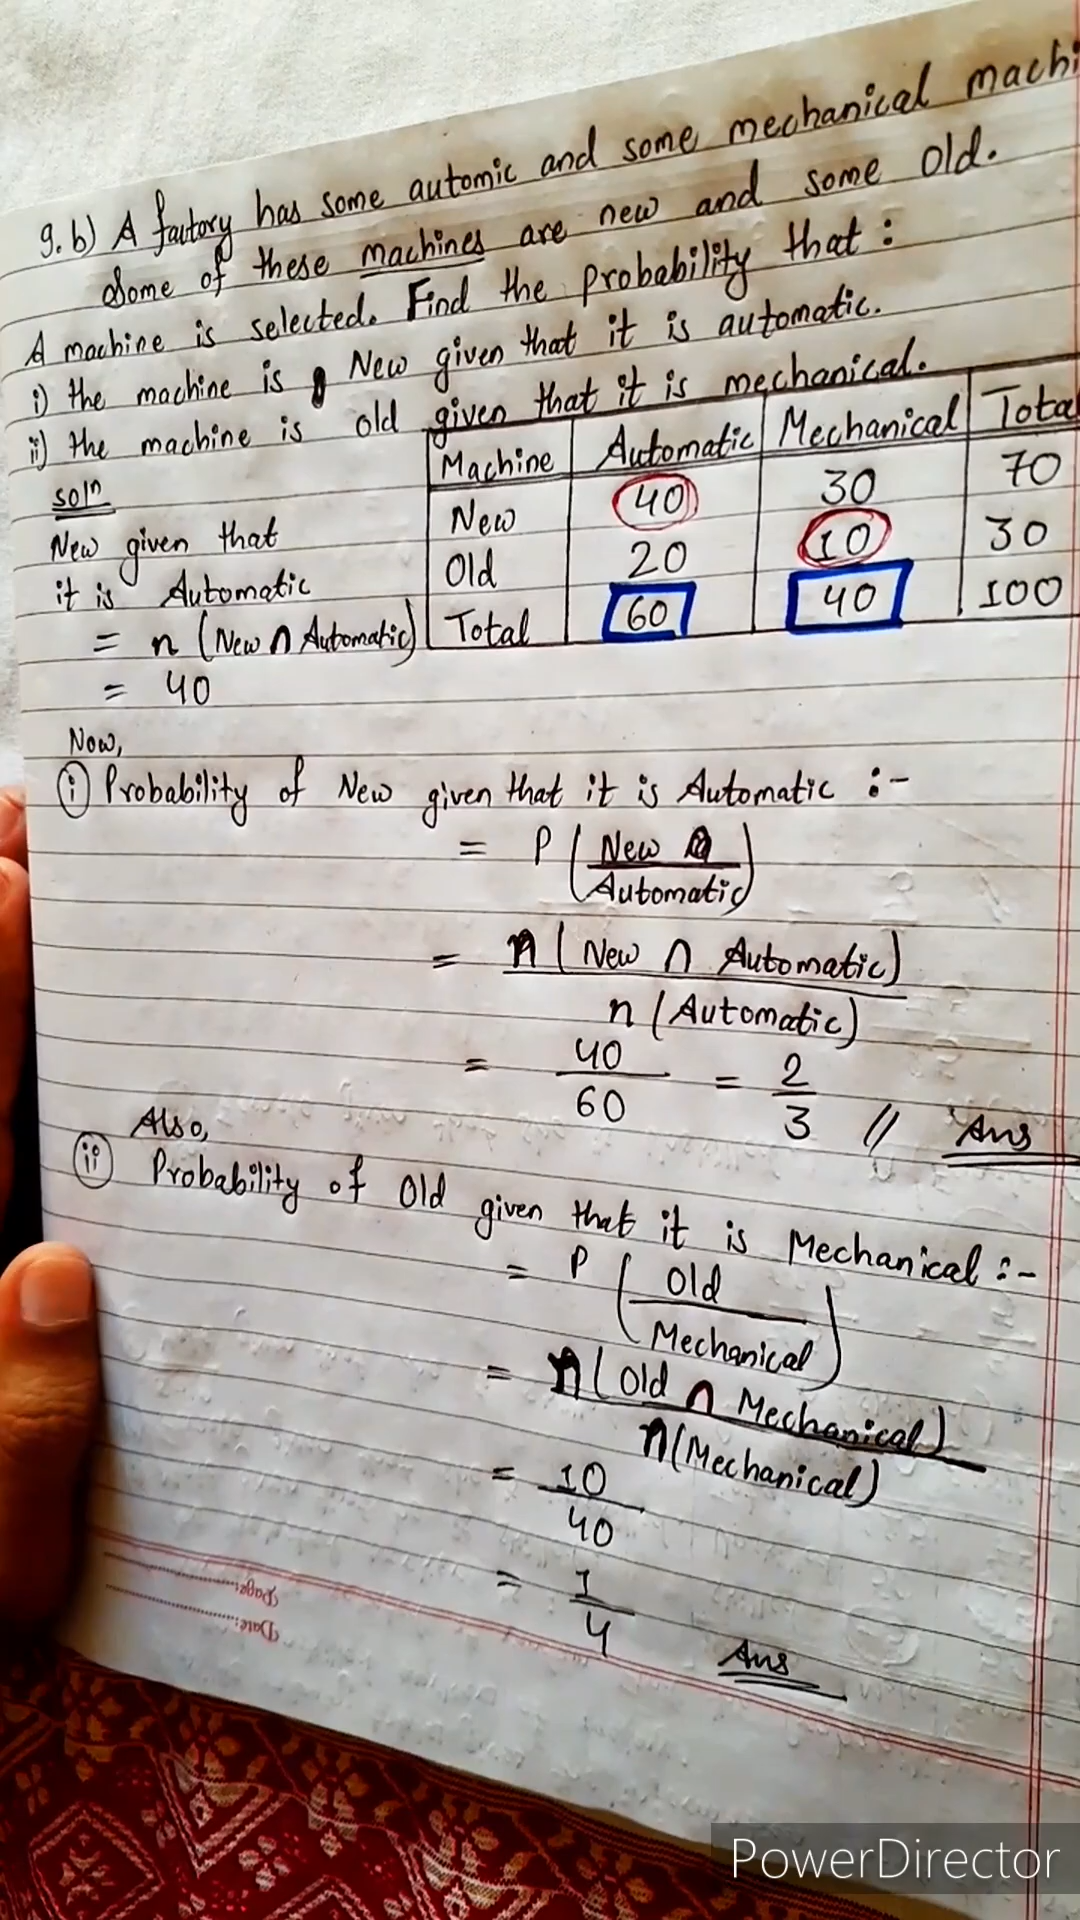 9. b) A factory has some automic and some mechanical machi
Some of these machines are new and some old.
A machine is selected. Find the probability that :
i) the machine is New given that it is automatic.
ii) the machine is old given that it is mechanical.
Machine Automatic Mechanical Total
New 40 30 70
Old 20 10 30
Total 60 40 100
soln
New given that
it is Automatic
= n (New ∩ Automatic)
= 40
Now,
i) Probability of New given that it is Automatic :-
= P ( New
Automatic)
= n ( New ∩ Automatic)
n (Automatic)
= 40
60
= 2
3 // Ans
Also,
ii) Probability of Old given that it is Mechanical :-
= P ( Old
Mechanical )
= n( Old ∩ Mechanical )
n(Mechanical)
= 10
40
= 1
4
Ans
Page:
Date:
PowerDirector